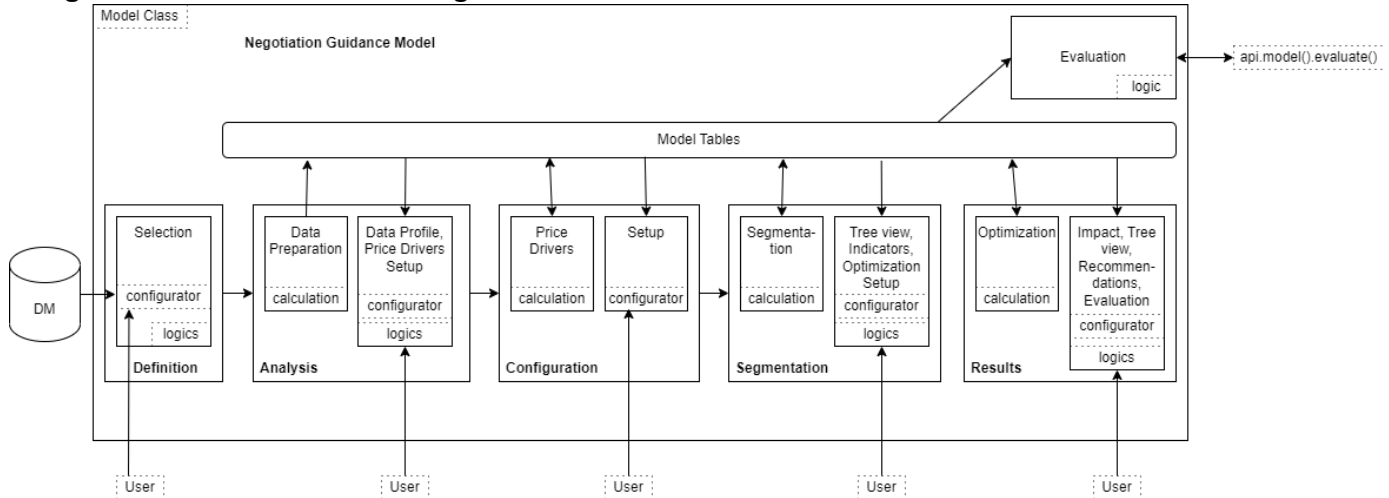 Model Class
Negotiation Guidance Model
Evaluation
logic
api.model().evaluate()
Model Tables
DM
Selection
configurator
logics
Definition
Data
Preparation
calculation
Data Profile,
Price Drivers
Setup
configurator
logics
Analysis
Price
Drivers
calculation
Setup
configurator
Configuration
Segmenta-
tion
calculation
Tree view,
Indicators,
Optimization
Setup
configurator
logics
Segmentation
Optimization
calculation
Impact, Tree
view,
Recommen-
dations,
Evaluation
configurator
logics
Results
User
User
User
User
User